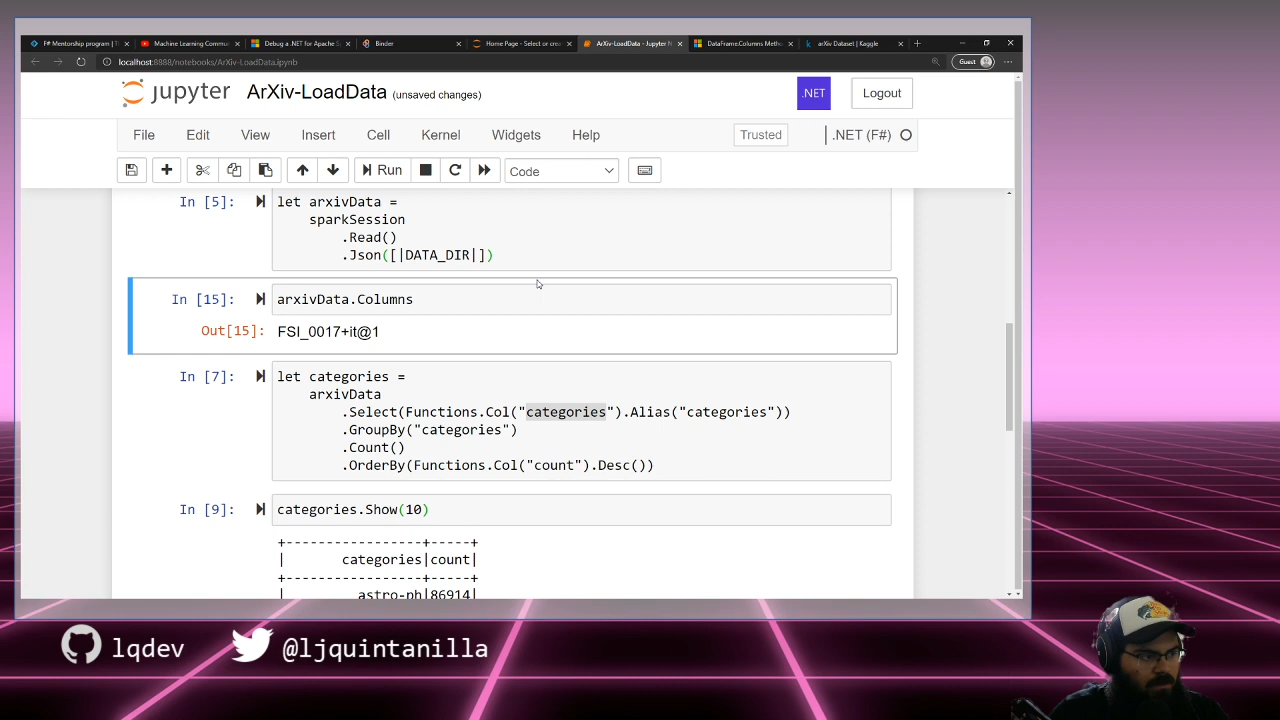 F# Mentorship program | T
Machine Learning Commu
Debug a .NET for Apache S
Binder
Home Page - Select or crea
ArXiv-LoadData - Jupyter N
DataFrame.Columns Meth
arXiv Dataset | Kaggle
localhost:8888/notebooks/ArXiv-LoadData.ipynb
Guest
jupyter ArXiv-LoadData (unsaved changes)
.NET
Logout
File Edit View Insert Cell Kernel Widgets Help
Trusted
.NET (F#)
Run
Code
In [5]: let arxivData =
sparkSession
.Read()
.Json([|DATA_DIR|])
In [15]: arxivData.Columns
Out[15]: FSI_0017+it@1
In [7]: let categories =
arxivData
.Select(Functions.Col("categories").Alias("categories"))
.GroupBy("categories")
.Count()
.OrderBy(Functions.Col("count").Desc())
In [9]: categories.Show(10)
+----------------+-----+
|      categories|count|
+----------------+-----+
|        astro-ph|86914|
lqdev
@ljquintanilla